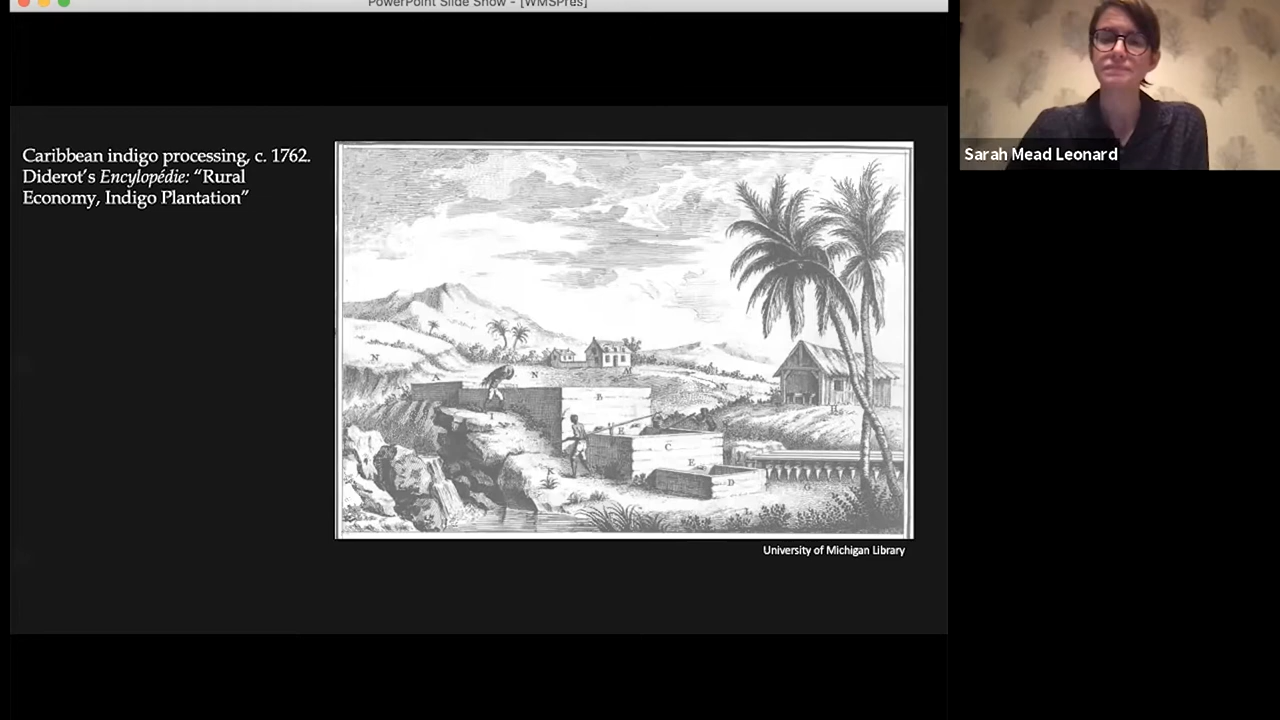 PowerPoint Slide Show - [WMSPres]
Caribbean indigo processing, c. 1762.
Diderot’s Encylopédie: “Rural
Economy, Indigo Plantation”
Sarah Mead Leonard
N
A
N
N
B
I
E
H
C
K
E
D
G
University of Michigan Library